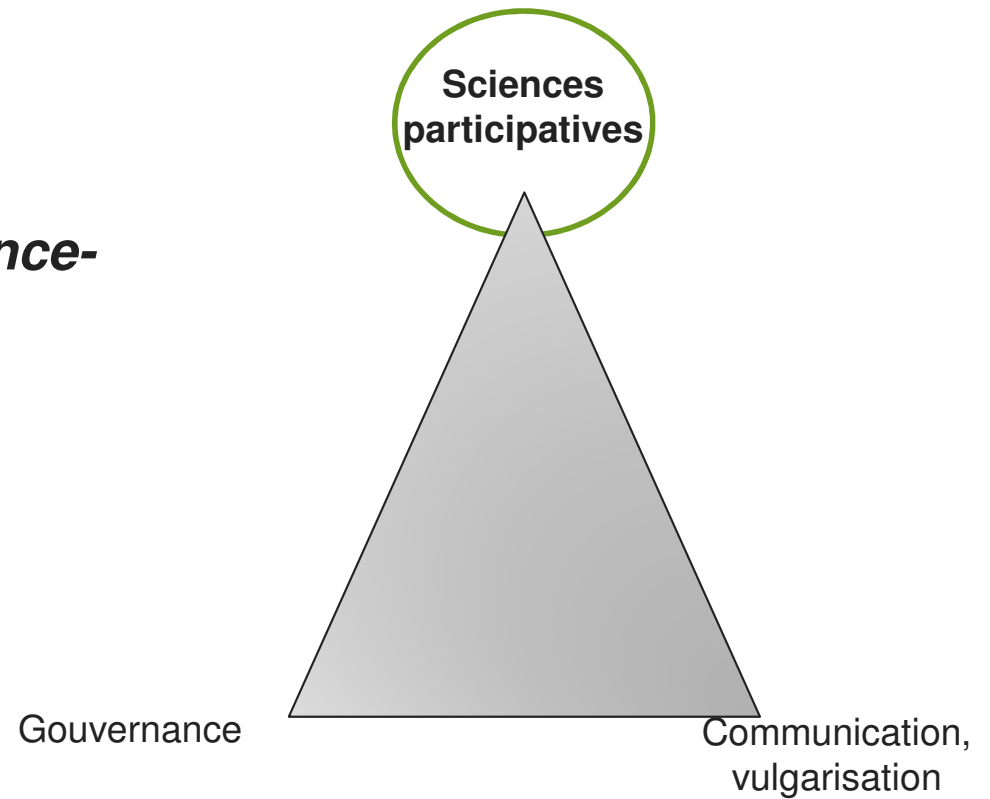 Sciences
participatives
nce-
Gouvernance
Communication,
vulgarisation